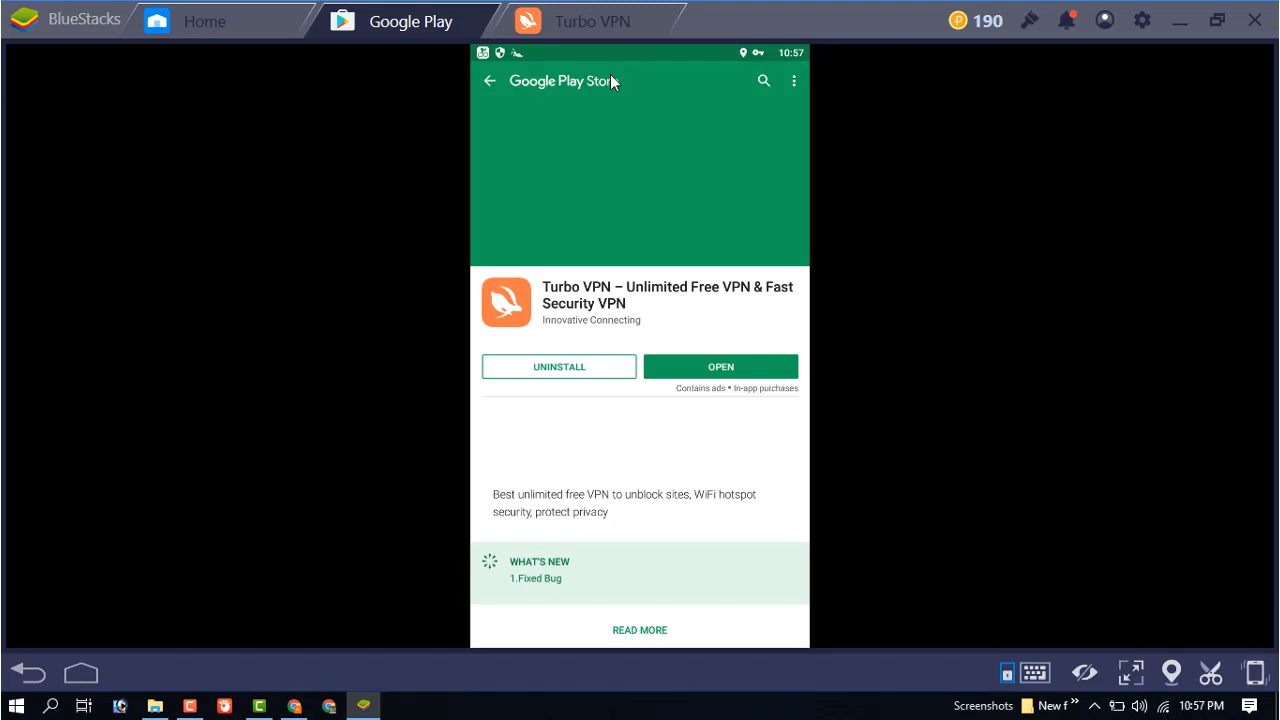 BlueStacks Home Google Play Turbo VPN 190
10:57
Google Play Store
Turbo VPN – Unlimited Free VPN & Fast
Security VPN
Innovative Connecting
UNINSTALL OPEN
Contains ads • In-app purchases
Best unlimited free VPN to unblock sites, WiFi hotspot
security, protect privacy
WHAT'S NEW
1.Fixed Bug
READ MORE
Screenshots New f » 10:57 PM